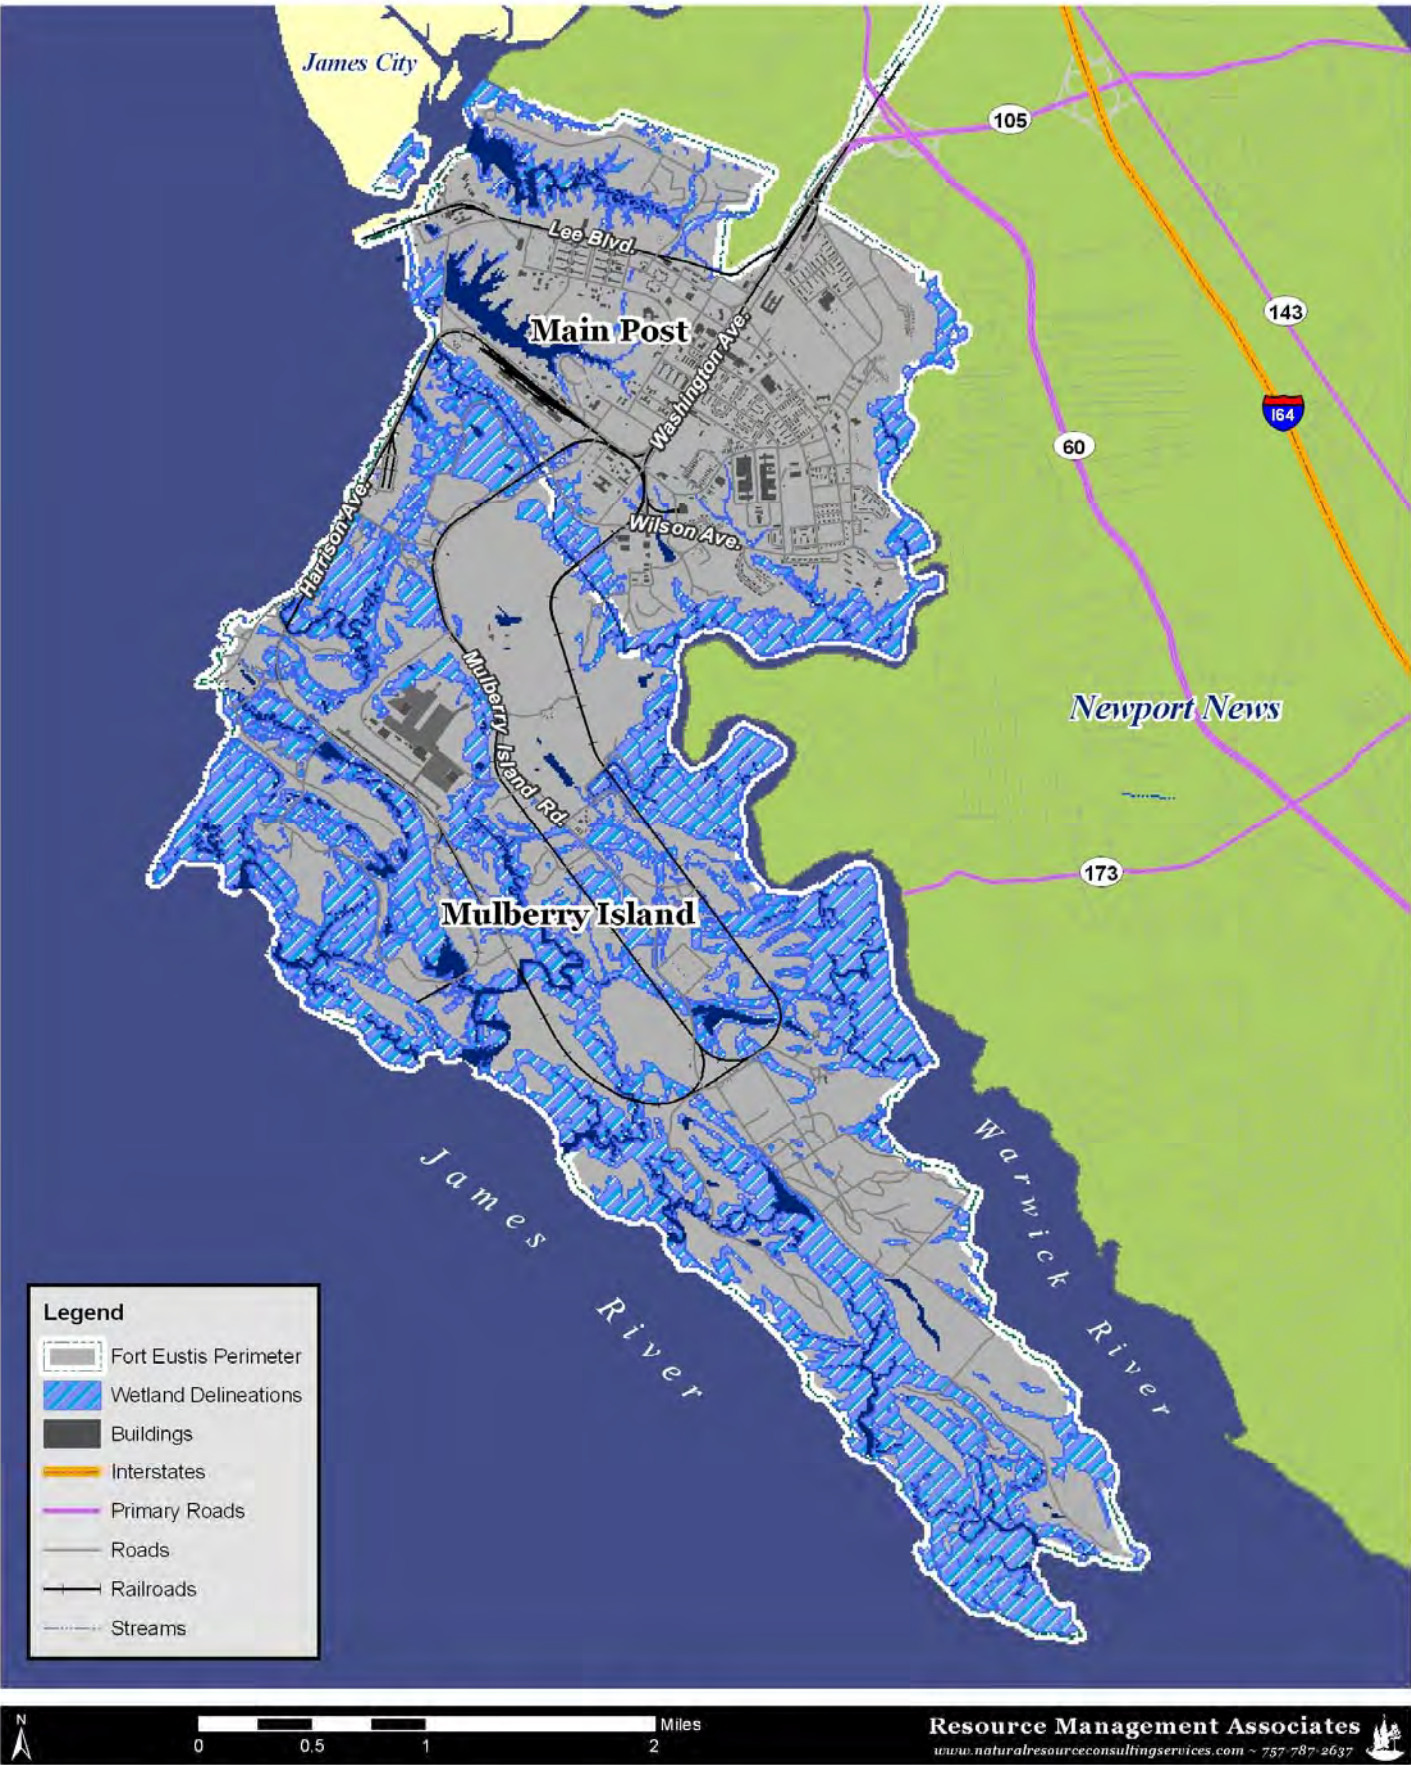 James City
105
Lee Blvd.
143
Main Post
Washington Ave.
I64
60
Wilson Ave.
Harrison Ave.
Mulberry Island Rd.
Newport News
173
Mulberry Island
James River
Warwick River
Legend
Fort Eustis Perimeter
Wetland Delineations
Buildings
Interstates
Primary Roads
Roads
Railroads
Streams
N
Miles
0 0.5 1 2
Resource Management Associates
www.naturalresourceconsultingservices.com ~ 757-787-2637